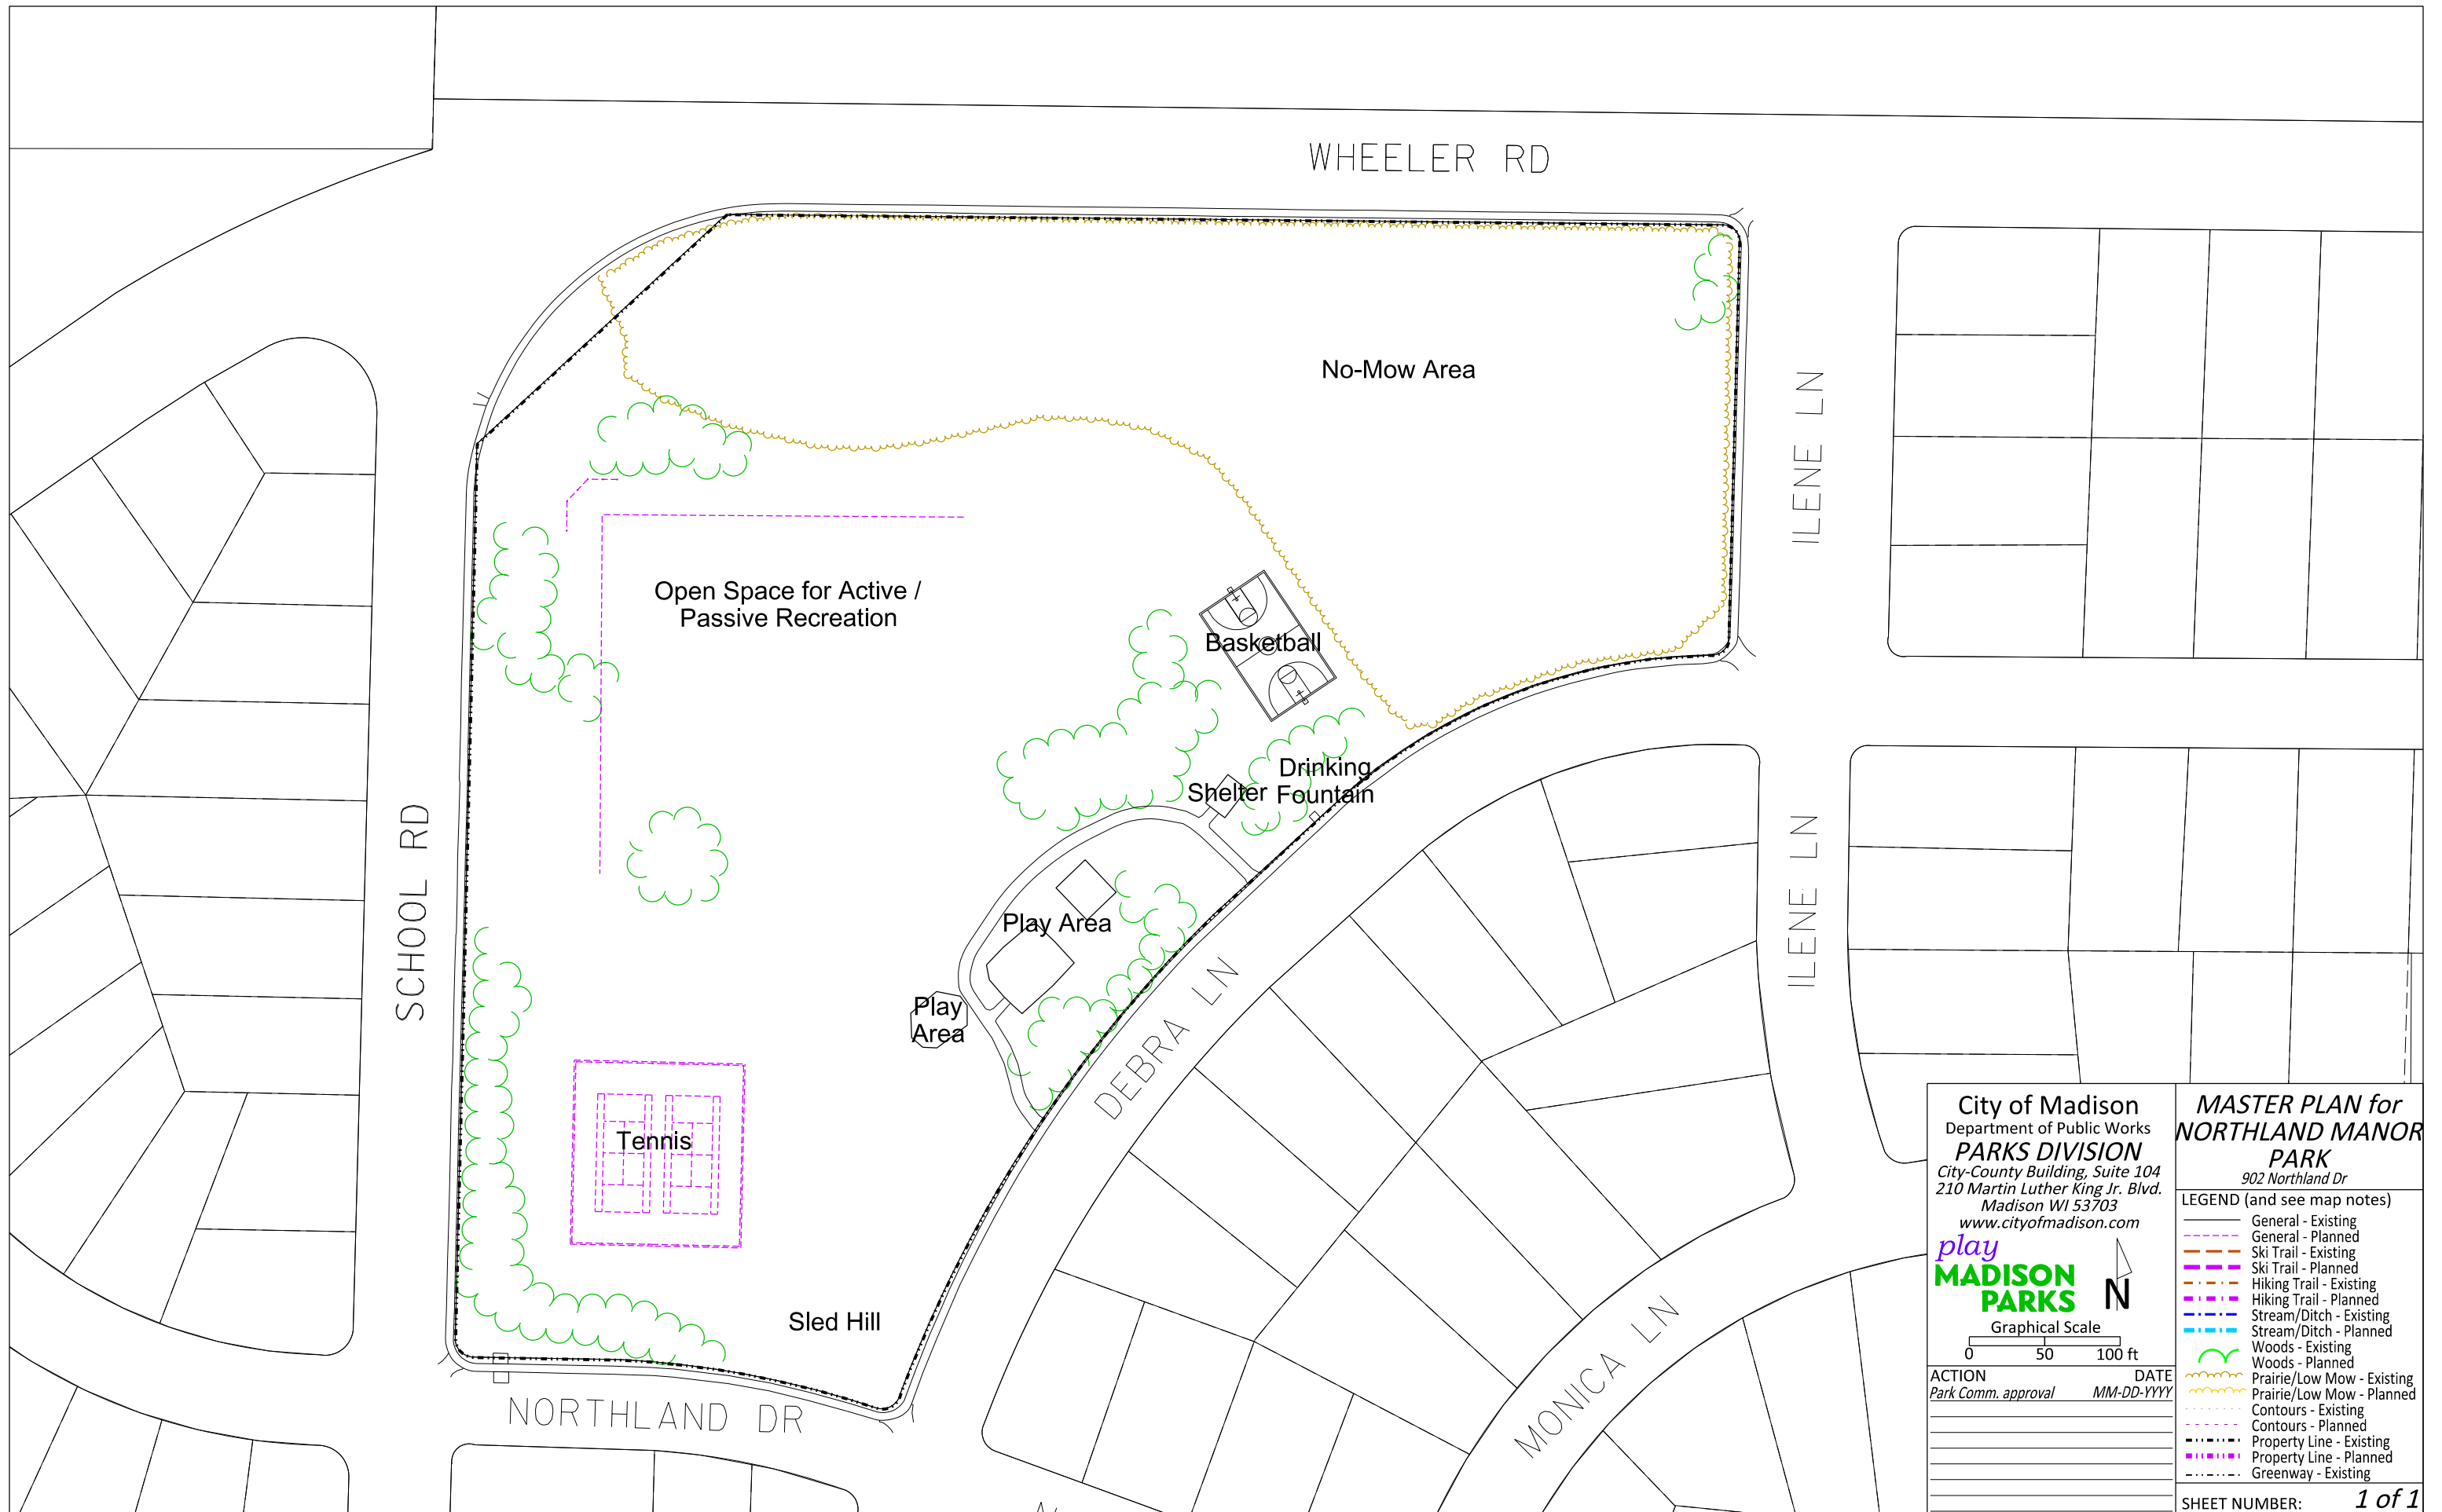 WHEELER RD
No-Mow Area
ILENE LN
Open Space for Active /
Passive Recreation
Basketball
Drinking
Fountain
Shelter
SCHOOL RD
ILENE LN
Play Area
Play
Area
DEBRA LN
Tennis
Sled Hill
NORTHLAND DR
MONICA LN
City of Madison
Department of Public Works
PARKS DIVISION
City-County Building, Suite 104
210 Martin Luther King Jr. Blvd.
Madison WI 53703
www.cityofmadison.com
play
MADISON
PARKS
N
Graphical Scale
0 50 100 ft
ACTION DATE
Park Comm. approval MM-DD-YYYY
MASTER PLAN for
NORTHLAND MANOR
PARK
902 Northland Dr
LEGEND (and see map notes)
General - Existing
General - Planned
Ski Trail - Existing
Ski Trail - Planned
Hiking Trail - Existing
Hiking Trail - Planned
Stream/Ditch - Existing
Stream/Ditch - Planned
Woods - Existing
Woods - Planned
Prairie/Low Mow - Existing
Prairie/Low Mow - Planned
Contours - Existing
Contours - Planned
Property Line - Existing
Property Line - Planned
Greenway - Existing
SHEET NUMBER: 1 of 1